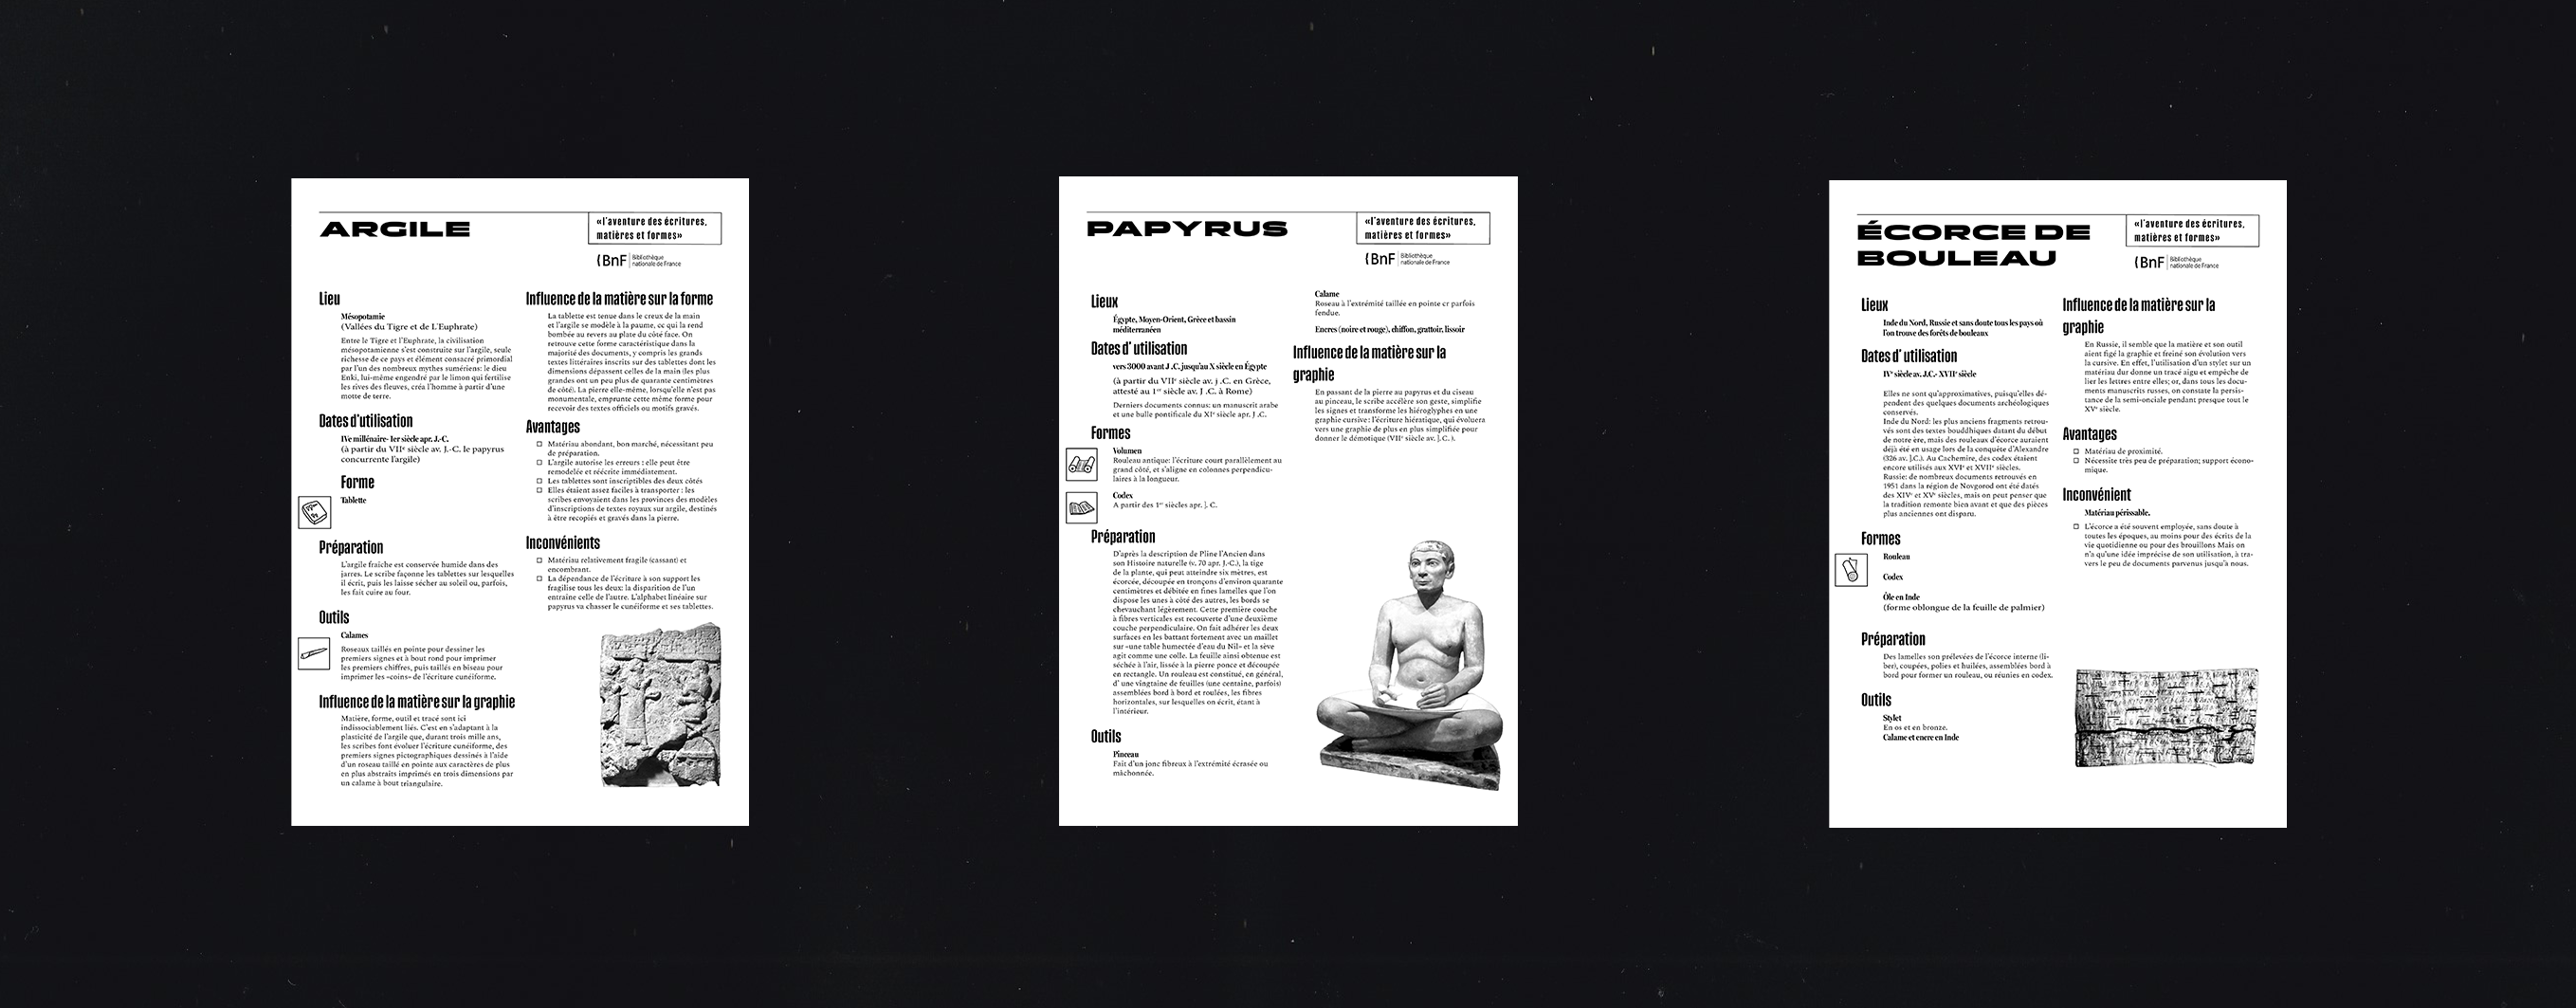 ARGILE
«l'aventure des écritures,
matières et formes»
(BnF Bibliothèque
nationale de France
Lieu
Mésopotamie
(Vallées du Tigre et de L'Euphrate)
Entre le Tigre et l'Euphrate, la civilisation
mésopotamienne s'est construite sur l'argile, seule
richesse de ce pays et élément consacré primordial
par l'un des nombreux mythes sumériens: le dieu
Enki, lui-même engendré par le limon qui fertilise
les rives des fleuves, créa l'homme à partir d'une
motte de terre.
Dates d'utilisation
IVe millénaire- 1er siècle apr. J.-C.
(à partur du VIIe siècle av. J.-C. le papyrus
concurrente l'argile)
Forme
Tablette
Préparation
L'argile fraîche est conservée humide dans des
jarres. Le scribe façonne les tablettes sur lesquelles
il écrit, puis les laisse sécher au soleil ou, parfois,
les fait cuire au four.
Outils
Calames
Roseaux taillés en pointe pour dessiner les
premiers signes et à bout rond pour imprimer
les premiers chiffres, puis taillés en biseau pour
imprimer les «coins» de l'écriture cunéiforme.
Influence de la matière sur la graphie
Matière, forme, outil et tracé sont ici
indissociablement liés. C'est en s'adaptant à la
plasticité de l'argile que, durant trois mille ans,
les scribes font évoluer l'écriture cunéiforme, des
premiers signes pictographiques dessinés à l'aide
d'un roseau taillé en pointe aux caractères de plus
en plus abstraits imprimés en trois dimensions par
un calame à bout triangulaire.
Influence de la matière sur la forme
La tablette est tenue dans le creux de la main
et l'argile se modèle à la paume, ce qui la rend
bombée au revers au plate du côté face. On
retrouve cette forme caractéristique dans la
majorité des documents, y compris les grands
textes littéraires inscrits sur des tablettes dont les
dimensions dépassent celles de la main (les plus
grandes ont un peu plus de quarante centimètres
de côté). La pierre elle-même, lorsqu'elle n'est pas
monumentale, emprunte cette même forme pour
recevoir des textes officiels ou motifs gravés.
Avantages
Matériau abondant, bon marché, nécessitant peu
de préparation.
L'argile autorise les erreurs : elle peut être
remodelée et réécrite immédiatement.
Les tablettes sont inscriptibles des deux côtés
Elles étaient assez faciles à transporter : les
scribes envoyaient dans les provinces des modèles
d'inscriptions de textes royaux sur argile, destinés
à être recopiés et gravés dans la pierre.
Inconvénients
Matériau relativement fragile (cassant) et
encombrant.
La dépendance de l'écriture à son support les
fragilise tous les deux: la disparition de l'un
entraîne celle de l'autre. L'alphabet linéaire sur
papyrus va chasser le cunéiforme et ses tablettes.
PAPYRUS
«l'aventure des écritures,
matières et formes»
(BnF Bibliothèque
nationale de France
Lieux
Égypte, Moyen-Orient, Grèce et bassin
méditerranéen
Dates d' utilisation
vers 3000 avant J .C. jusqu'au X siècle en Égypte
(à partir du VIIe siècle av. j .C. en Grèce,
attesté au 1er siècle av. J .C. à Rome)
Derniers documents connus: un manuscrit arabe
et une bulle pontificale du XIe siècle apr. J .C.
Formes
Volumen
Rouleau antique: l'écriture court parallèlement au
grand côté, et s'aligne en colonnes perpendicu-
laires à la longueur.
Codex
A partir des 1er siècles apr. J. C.
Préparation
D'après la description de Pline l'Ancien dans
son Histoire naturelle (v. 70 apr. J.-C.), la tige
de la plante, qui peut atteindre six mètres, est
écorcée, découpée en tronçons d'environ quarante
centimètres et débitée en fines lamelles que l'on
dispose les unes à côté des autres, les bords se
chevauchant légèrement. Cette première couche
à fibres verticales est recouverte d'une deuxième
couche perpendiculaire. On fait adhérer les deux
surfaces en les battant fortement avec un maillet
sur «une table humectée d'eau du Nil» et la sève
agit comme une colle. La feuille ainsi obtenue est
séchée à l'air, lissée à la pierre ponce et découpée
en rectangle. Un rouleau est constitué, en général,
d' une vingtaine de feuilles (une centaine, parfois)
assemblées bord à bord et roulées, les fibres
horizontales, sur lesquelles on écrit, étant à
l'intérieur.
Outils
Pinceau
Fait d'un jonc fibreux à l'extrémité écrasée ou
mâchonnée.
Calame
Roseau à l'extrémité taillée en pointe cr parfois
fendue.
Encres (noire et rouge), chiffon, grattoir, lissoir
Influence de la matière sur la
graphie
En passant de la pierre au papyrus et du ciseau
au pinceau, le scribe accélère son geste, simplifie
les signes et transforme les hiéroglyphes en une
graphie cursive: l'écriture hiératique, qui évoluera
vers une graphie de plus en plus simplifiée pour
donner le démotique (VIIe siècle av. J. C. ).
ÉCORCE DE
BOULEAU
«l'aventure des écritures,
matières et formes»
(BnF Bibliothèque
nationale de France
Lieux
Inde du Nord, Russie et sans doute tous les pays où
l'on trouve des forêts de bouleaux
Dates d' utilisation
IVe siècle av. J.C.- XVIIe siècle
Elles ne sont qu'approximatives, puisqu'elles dé-
pendent des quelques documents archéologiques
conservés.
Inde du Nord: les plus anciens fragments retrou-
vés sont des textes bouddhiques datant du début
de notre ère, mais des rouleaux d'écorce auraient
déjà été en usage lors de la conquête d'Alexandre
(326 av. J.C.). Au Cachemire, des codex étaient
encore utilisés aux XVIe et XVIIe siècles.
Russie: de nombreux documents retrouvés en
1951 dans la région de Novgorod ont été datés
des XIVe et XVe siècles, mais on peut penser que
la tradition remonte bien avant et que des pièces
plus anciennes ont disparu.
Formes
Rouleau
Codex
Ôle en Inde
(forme oblongue de la feuille de palmier)
Préparation
Des lamelles son prélevées de l'écorce interne (li-
ber), coupées, polies et huilées, assemblées bord à
bord pour former un rouleau, ou réunies en codex.
Outils
Stylet
En os et en bronze.
Calame et encre en Inde
Influence de la matière sur la
graphie
En Russie, il semble que la matière et son outil
aient figé la graphie et freiné son évolution vers
la cursive. En effet, l'utilisation d'un stylet sur un
matériau dur donne un tracé aigu et empêche de
lier les lettres entre elles; or, dans tous les docu-
ments manuscrits russes, on constate la persis-
tance de la semi-onciale pendant presque tout le
XVe siècle.
Avantages
Matériau de proximité.
Nécessite très peu de préparation; support écono-
mique.
Inconvénient
Matériau périssable.
L'écorce a été souvent employée, sans doute à
toutes les époques, au moins pour des écrits de la
vie quotidienne ou pour des brouillons Mais on
n'a qu'une idée imprécise de son utilisation, à tra-
vers le peu de documents parvenus jusqu'à nous.